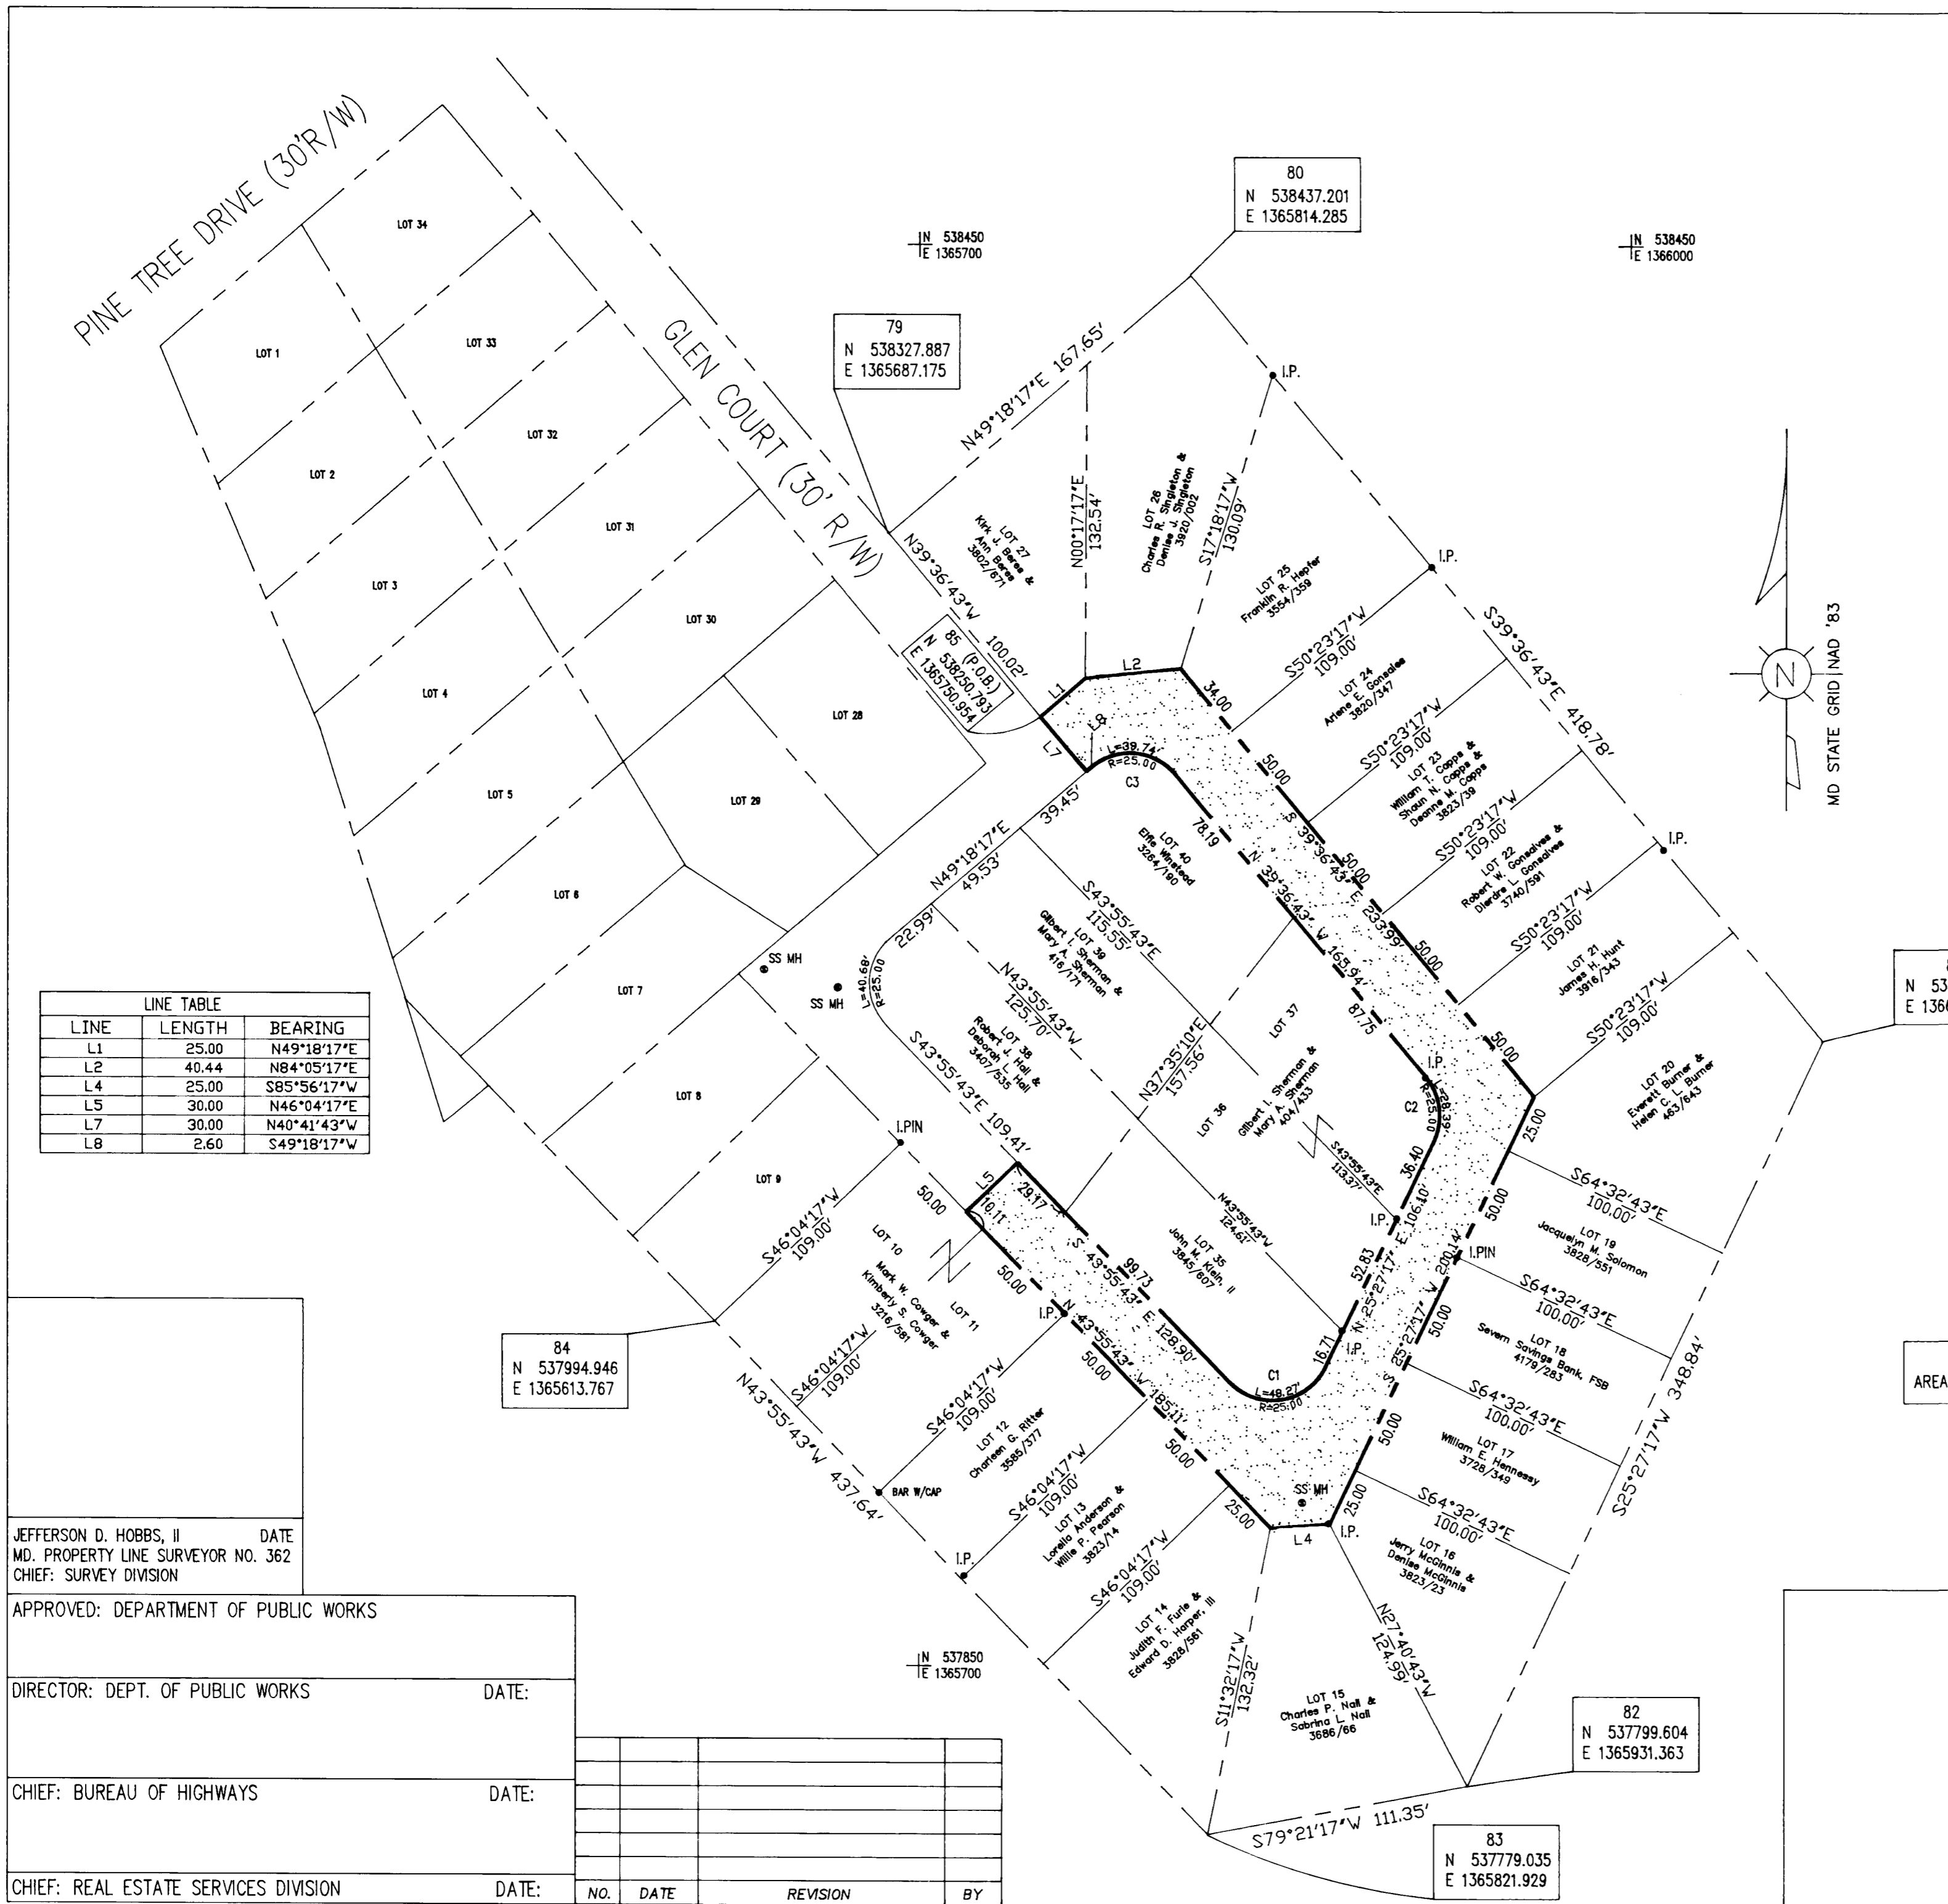 PINE TREE DRIVE (30'R/W)
GLEN COURT (30' R/W)
LOT 34
LOT 1
LOT 33
LOT 32
LOT 2
LOT 31
LOT 3
LOT 30
LOT 4
LOT 28
LOT 5
LOT 29
LOT 6
LOT 7
LOT 8
LOT 9
80
N 538437.201
E 1365814.285
N 538450
E 1365700
N 538450
E 1366000
79
N 538327.887
E 1365687.175
N49°18'17"E 167.65'
I.P.
N39°36'43"W 100.02'
LOT 27
Kirk J. Beres &
Ann Beres
3802/671
N00°17'17"E
132.54'
LOT 26
Charles R. Singleton &
Denise J. Singleton
3920/002
S17°18'17"W
130.09'
LOT 25
Franklin R. Hepfer
3554/359
I.P.
S39°36'43"E 418.78'
85 (P.O.B.)
N 538250.793
E 1365750.954
L1
L2
L7
L8
L=39.74'
R=25.00
C3
34.00
50.00
50.00
50.00
50.00
S 39°36'43" E 233.99'
S50°23'17"W
109.00'
LOT 24
Arlene E. Gonsales
3820/347
S50°23'17"W
109.00'
LOT 23
William T. Capps &
Shaun N. Capps &
Deanne M. Capps
3823/39
S50°23'17"W
109.00'
LOT 22
Robert W. Gonsalves &
Dierdre L. Gonsalves
3740/591
I.P.
S50°23'17"W
109.00'
LOT 21
James H. Hunt
3916/343
S50°23'17"W
109.00'
LOT 20
Everett Burner &
Helen C. L. Burner
463/643
MD STATE GRID NAD '83
N
N 53
E 136
78.19
N 39°36'43" W 165.94'
87.75
LOT 40
Effie Winstead
3264/190
39.45'
N49°18'17"E
49.53'
22.99'
S43°55'43"E
115.55'
LOT 39
Gilbert I. Sherman &
Mary A. Sherman
416/171
N43°55'43"W
125.70'
LOT 38
Robert J. Hall &
Deborah L. Hall
3407/535
L=40.68'
R=25.00
S43°55'43"E 109.41'
SS MH
SS MH
N37°35'10"E
157.56'
LOT 37
LOT 36
Gilbert I. Sherman &
Mary A. Sherman
404/433
S43°55'43"E
113.37'
I.P.
C2
L=28.39'
R=25.00
25.00
36.40
N 25°27'17" E 106.10'
I.P.
52.83
16.71
I.P.
N43°55'43"W
124.61'
LOT 35
John M. Klein, II
3845/607
I.PIN
50.00
L5
29.17
10.11
S 43°55'43" E 128.90'
99.73
C1
L=48.27'
R=25.00
N 43°55'43" W 185.11'
50.00
50.00
50.00
25.00
L4
SS MH
I.P.
I.P.
S 25°27'17" W 200.14'
50.00
50.00
50.00
25.00
I.PIN
S64°32'43"E
100.00'
LOT 19
Jacquelyn M. Solomon
3828/551
S64°32'43"E
100.00'
LOT 18
Severn Savings Bank, FSB
4179/283
S64°32'43"E
100.00'
LOT 17
William E. Hennessy
3728/349
S64°32'43"E
100.00'
LOT 16
Jerry McGinnis &
Denise McGinnis
3823/23
S25°27'17"W 348.84'
AREA
S46°04'17"W
109.00'
LOT 10
Mark W. Cowger &
Kimberly S. Cowger
3216/581
LOT 11
S46°04'17"W
109.00'
S46°04'17"W
109.00'
LOT 12
Charleen G. Ritter
3585/377
BAR W/CAP
S46°04'17"W
109.00'
I.P.
LOT 13
Lorella Anderson &
Willie P. Pearson
3823/14
S46°04'17"W
109.00'
LOT 14
Judith F. Furie &
Edward D. Harper, III
3828/561
N43°55'43"W 437.64'
S11°32'17"W
132.32'
LOT 15
Charles P. Nall &
Sabrina L. Nall
3686/66
N27°40'43"W
124.99'
S79°21'17"W 111.35'
82
N 537799.604
E 1365931.363
83
N 537779.035
E 1365821.929
84
N 537994.946
E 1365613.767
N 537850
E 1365700
LINE TABLE
LINE LENGTH BEARING
L1 25.00 N49°18'17"E
L2 40.44 N84°05'17"E
L4 25.00 S85°56'17"W
L5 30.00 N46°04'17"E
L7 30.00 N40°41'43"W
L8 2.60 S49°18'17"W
JEFFERSON D. HOBBS, II DATE
MD. PROPERTY LINE SURVEYOR NO. 362
CHIEF: SURVEY DIVISION
APPROVED: DEPARTMENT OF PUBLIC WORKS
DIRECTOR: DEPT. OF PUBLIC WORKS DATE:
CHIEF: BUREAU OF HIGHWAYS DATE:
CHIEF: REAL ESTATE SERVICES DIVISION DATE:
NO. DATE REVISION BY